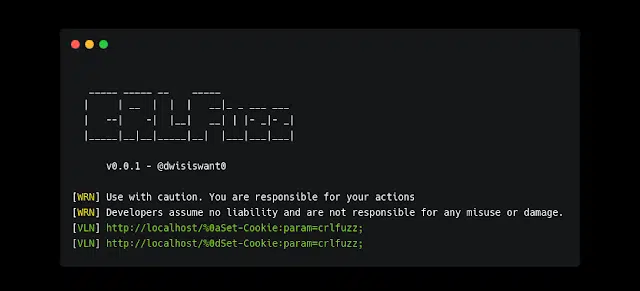 CRLFuzz
v0.0.1 - @dwisiswant0
[WRN] Use with caution. You are responsible for your actions
[WRN] Developers assume no liability and are not responsible for any misuse or damage.
[VLN] http://localhost/%0aSet-Cookie:param=crlfuzz;
[VLN] http://localhost/%0dSet-Cookie:param=crlfuzz;